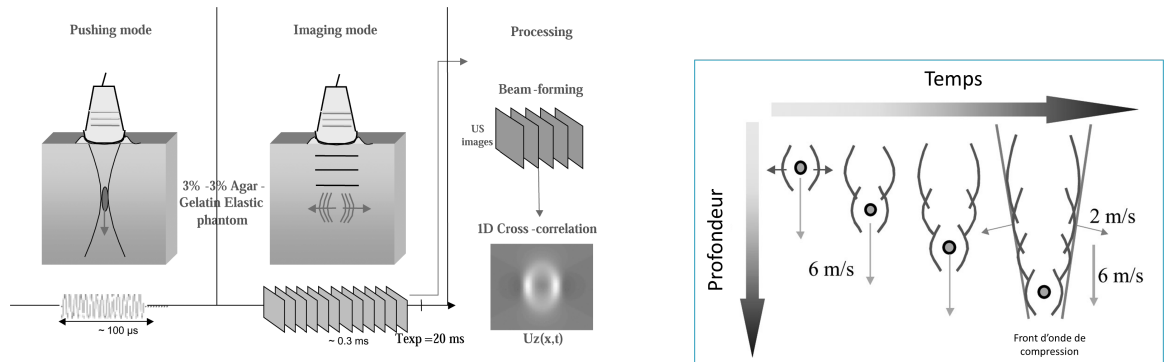 Pushing mode
Imaging mode
Processing
Beam -forming
US
images
3% -3% Agar -
Gelatin Elastic
phantom
1D Cross -correlation
~ 100 µs
~ 0.3 ms
Texp =20 ms
Uz(x,t)
Temps
Profondeur
6 m/s
2 m/s
6 m/s
Front d'onde de
compression